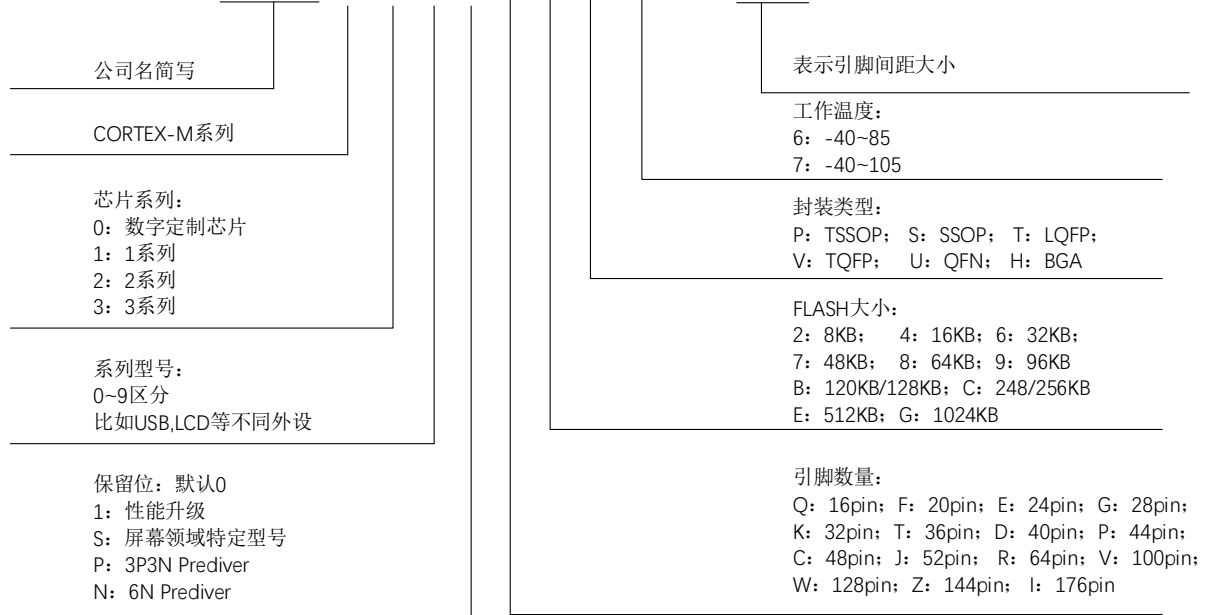 公司名简写
CORTEX-M系列
芯片系列：
0：数字定制芯片
1：1系列
2：2系列
3：3系列
系列型号：
0~9区分
比如USB,LCD等不同外设
保留位：默认0
1：性能升级
S：屏幕领域特定型号
P：3P3N Prediver
N：6N Prediver
表示引脚间距大小
工作温度：
6：-40~85
7：-40~105
封装类型：
P：TSSOP；S：SSOP；T：LQFP；
V：TQFP； U：QFN；H：BGA
FLASH大小：
2：8KB； 4：16KB；6：32KB；
7：48KB； 8：64KB；9：96KB
B：120KB/128KB；C：248/256KB
E：512KB；G：1024KB
引脚数量：
Q：16pin；F：20pin；E：24pin；G：28pin；
K：32pin；T：36pin；D：40pin；P：44pin；
C：48pin；J：52pin； R：64pin；V：100pin；
W：128pin；Z：144pin； I：176pin